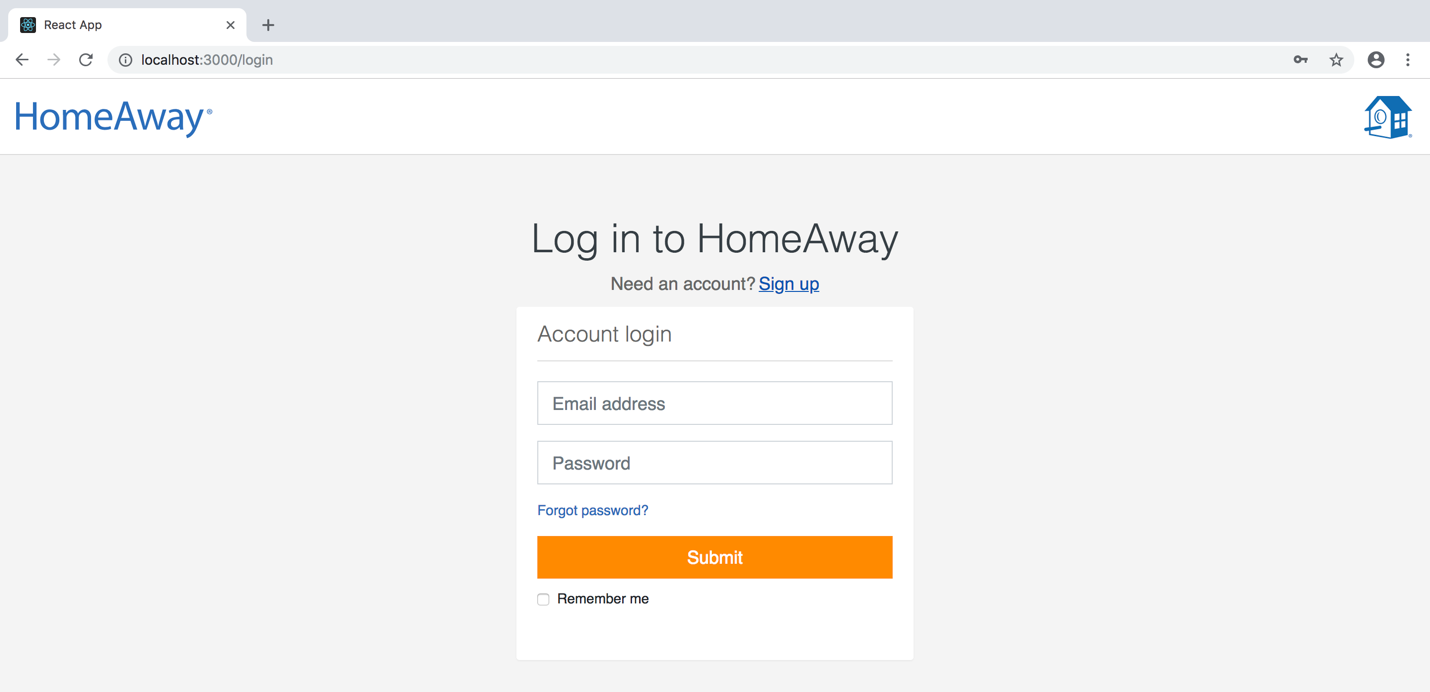 React App
localhost:3000/login
HomeAway®
Log in to HomeAway
Need an account? Sign up
Account login
Email address
Password
Forgot password?
Submit
Remember me